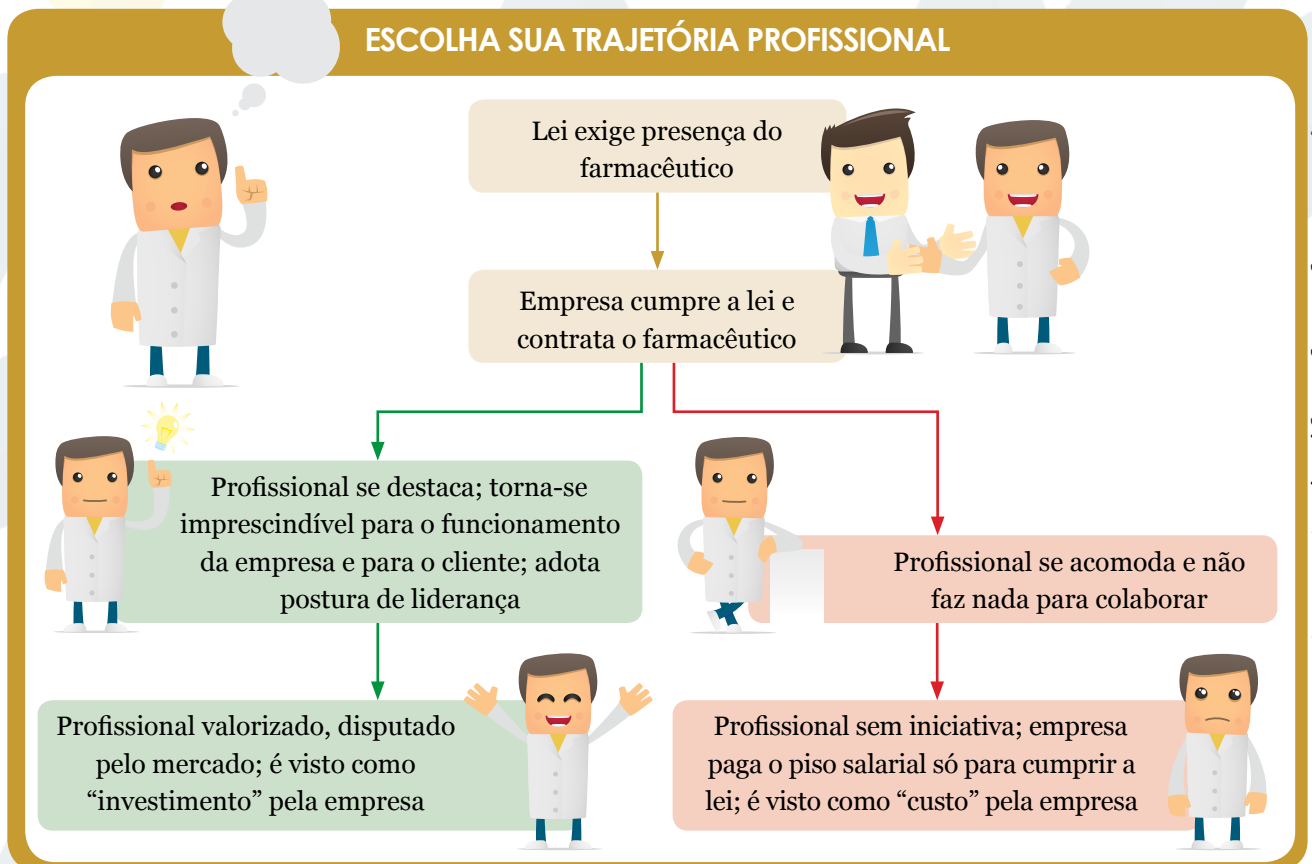 ESCOLHA SUA TRAJETÓRIA PROFISSIONAL
Lei exige presença do
farmacêutico
Empresa cumpre a lei e
contrata o farmacêutico
Profissional se destaca; torna-se
imprescindível para o funcionamento
da empresa e para o cliente; adota
postura de liderança
Profissional se acomoda e não
faz nada para colaborar
Profissional valorizado, disputado
pelo mercado; é visto como
“investimento” pela empresa
Profissional sem iniciativa; empresa
paga o piso salarial só para cumprir a
lei; é visto como “custo” pela empresa